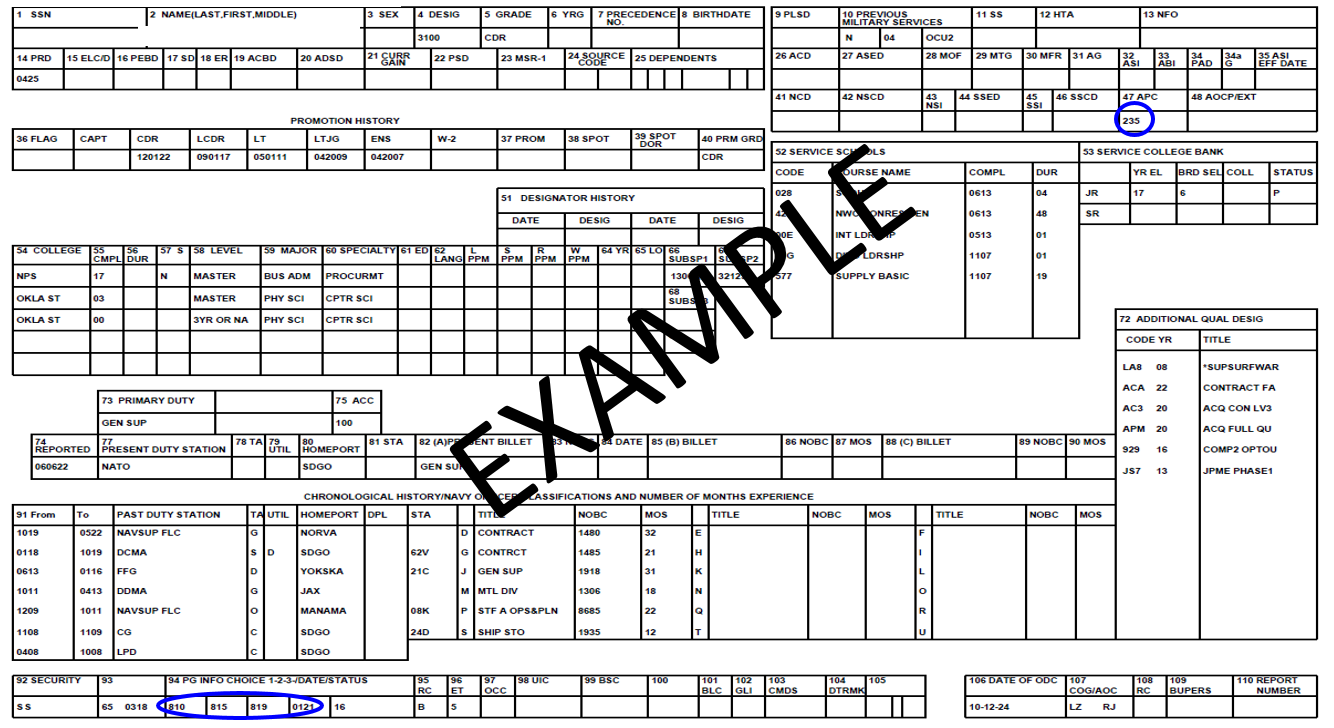 1 SSN 2 NAME(LAST,FIRST,MIDDLE) 3 SEX 4 DESIG 5 GRADE 6 YRG 7 PRECEDENCE NO. 8 BIRTHDATE
3100 CDR
14 PRD 15 ELC/D 16 PEBD 17 SD 18 ER 19 ACBD 20 ADSD 21 CURR GAIN 22 PSD 23 MSR-1 24 SOURCE CODE 25 DEPENDENTS
0425
9 PLSD 10 PREVIOUS MILITARY SERVICES 11 SS 12 HTA 13 NFO
N 04 OCU2
26 ACD 27 ASED 28 MOF 29 MTG 30 MFR 31 AG 32 ASI 33 ABI 34 PAD 34a G 35 ASI EFF DATE
41 NCD 42 NSCD 43 NSI 44 SSED 45 SSI 46 SSCD 47 APC 48 AOCP/EXT
235
PROMOTION HISTORY
36 FLAG CAPT CDR LCDR LT LTJG ENS W-2 37 PROM 38 SPOT 39 SPOT DOR 40 PRM GRD
120122 090117 050111 042009 042007 CDR
51 DESIGNATOR HISTORY
DATE DESIG DATE DESIG
52 SERVICE SCHOOLS
CODE COURSE NAME COMPL DUR
028 0613 04
0613 48
INT LDRSHP 0513 01
LDRSHP 1107 01
577 SUPPLY BASIC 1107 19
53 SERVICE COLLEGE BANK
YR EL BRD SEL COLL STATUS
JR 17 6 P
SR
54 COLLEGE 55 CMPL 56 DUR 57 S 58 LEVEL 59 MAJOR 60 SPECIALTY 61 ED 62 LANG L PPM S PPM R PPM W PPM 64 YR 65 LO 66 SUBSP1 SUBSP2
NPS 17 N MASTER BUS ADM PROCURMT
OKLA ST 03 MASTER PHY SCI CPTR SCI 68
OKLA ST 00 3YR OR NA PHY SCI CPTR SCI
72 ADDITIONAL QUAL DESIG
CODE YR TITLE
LA8 08 *SUPSURFWAR
ACA 22 CONTRACT FA
AC3 20 ACQ CON LV3
APM 20 ACQ FULL QU
929 16 COMP2 OPTOU
JS7 13 JPME PHASE1
EXAMPLE
73 PRIMARY DUTY 75 ACC
GEN SUP 100
74 REPORTED 77 PRESENT DUTY STATION 78 TA 79 UTIL 80 HOMEPORT 81 STA 82 (A)PRESENT BILLET 84 DATE 85 (B) BILLET 86 NOBC 87 MOS 88 (C) BILLET 89 NOBC 90 MOS
060622 NATO SDGO GEN SUP
CHRONOLOGICAL HISTORY/NAVY OFFICER CLASSIFICATIONS AND NUMBER OF MONTHS EXPERIENCE
91 From To PAST DUTY STATION TA UTIL HOMEPORT DPL STA TITLE NOBC MOS TITLE NOBC MOS TITLE NOBC MOS
1019 0522 NAVSUP FLC G NORVA D CONTRACT 1480 32 E F
0118 1019 DCMA S D SDGO 62V G CONTRCT 1485 21 H I
0613 0116 FFG D YOKSKA 21C J GEN SUP 1918 31 K L
1011 0413 DDMA G JAX M MTL DIV 1306 18 N O
1209 1011 NAVSUP FLC O MANAMA 08K P STF A OPS&PLN 8685 22 Q R
1108 1109 CG C SDGO 24D S SHIP STO 1935 12 T U
0408 1008 LPD C SDGO
92 SECURITY 93 94 PG INFO CHOICE 1-2-3-/DATE/STATUS 95 RC 96 ET 97 OCC 98 UIC 99 BSC 100 101 BLC 102 GLI 103 CMDS 104 DTRMK 105
S S 65 0318 810 815 819 0121 16 B 5
106 DATE OF ODC 107 COG/AOC 108 RC 109 BUPERS 110 REPORT NUMBER
10-12-24 LZ RJ